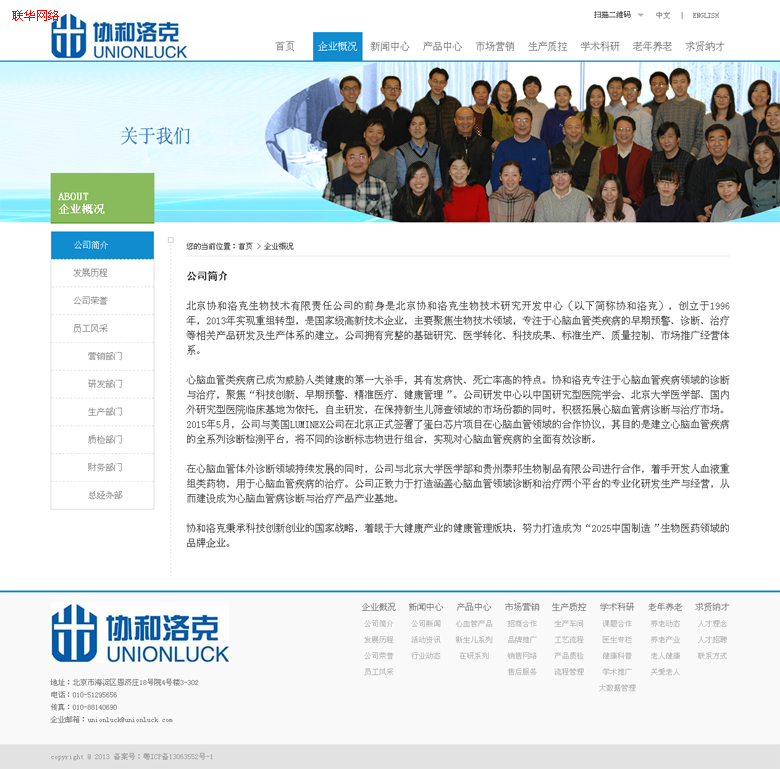 联华网络
协和洛克
UNIONLUCK
扫描二维码 中文 | ENGLISH
首页 企业概况 新闻中心 产品中心 市场营销 生产质控 学术科研 老年养老 求贤纳才
关于我们
ABOUT
企业概况
公司简介
发展历程
公司荣誉
员工风采
营销部门
研发部门
生产部门
质检部门
财务部门
总经办部
您的当前位置：首页 > 企业概况
公司简介
北京协和洛克生物技术有限责任公司的前身是北京协和洛克生物技术研究开发中心（以下简称协和洛克），创立于1996
年，2013年实现重组转型，是国家级高新技术企业，主要聚焦生物技术领域，专注于心脑血管类疾病的早期预警、诊断、治疗
等相关产品研发及生产体系的建立。公司拥有完整的基础研究、医学转化、科技成果、标准生产、质量控制、市场推广经营体
系。
心脑血管类疾病已成为威胁人类健康的第一大杀手，其有发病快、死亡率高的特点。协和洛克专注于心脑血管疾病领域的诊断
与治疗，聚焦“科技创新、早期预警、精准医疗、健康管理”。公司研发中心以中国研究型医院学会、北京大学医学部、国内
外研究型医院临床基地为依托，自主研发，在保持新生儿筛查领域的市场份额的同时，积极拓展心脑血管病诊断与治疗市场。
2015年5月，公司与美国LUMINEX公司在北京正式签署了蛋白芯片项目在心脑血管领域的合作协议，其目的是建立心脑血管疾病
的全系列诊断检测平台，将不同的诊断标志物进行组合，实现对心脑血管疾病的全面有效诊断。
在心脑血管体外诊断领域持续发展的同时，公司与北京大学医学部和贵州泰邦生物制品有限公司进行合作，着手开发人血液重
组类药物，用于心脑血管疾病的治疗。公司正致力于打造涵盖心脑血管领域诊断和治疗两个平台的专业化研发生产与经营，从
而建设成为心脑血管病诊断与治疗产品产业基地。
协和洛克秉承科技创新创业的国家战略，着眼于大健康产业的健康管理版块，努力打造成为“2025中国制造”生物医药领域的
品牌企业。
协和洛克
UNIONLUCK
地址：北京市海淀区恩济庄18号院4号楼3-302
电话：010-51295656
传真：010-88140690
企业邮箱：unionluck@unionluck.com
企业概况 新闻中心 产品中心 市场营销 生产质控 学术科研 老年养老 求贤纳才
公司简介 公司新闻 心血管产品 招商合作 生产车间 课题合作 养老动态 人才理念
发展历程 活动资讯 新生儿系列 品牌推广 工艺流程 医生专栏 养老产业 人才招聘
公司荣誉 行业动态 在研系列 销售网络 产品质检 健康科普 老人健康 联系方式
员工风采 售后服务 流程管理 学术推广 关爱老人
大数据管理
copyright @ 2013 备案号：粤ICP备13063552号-1